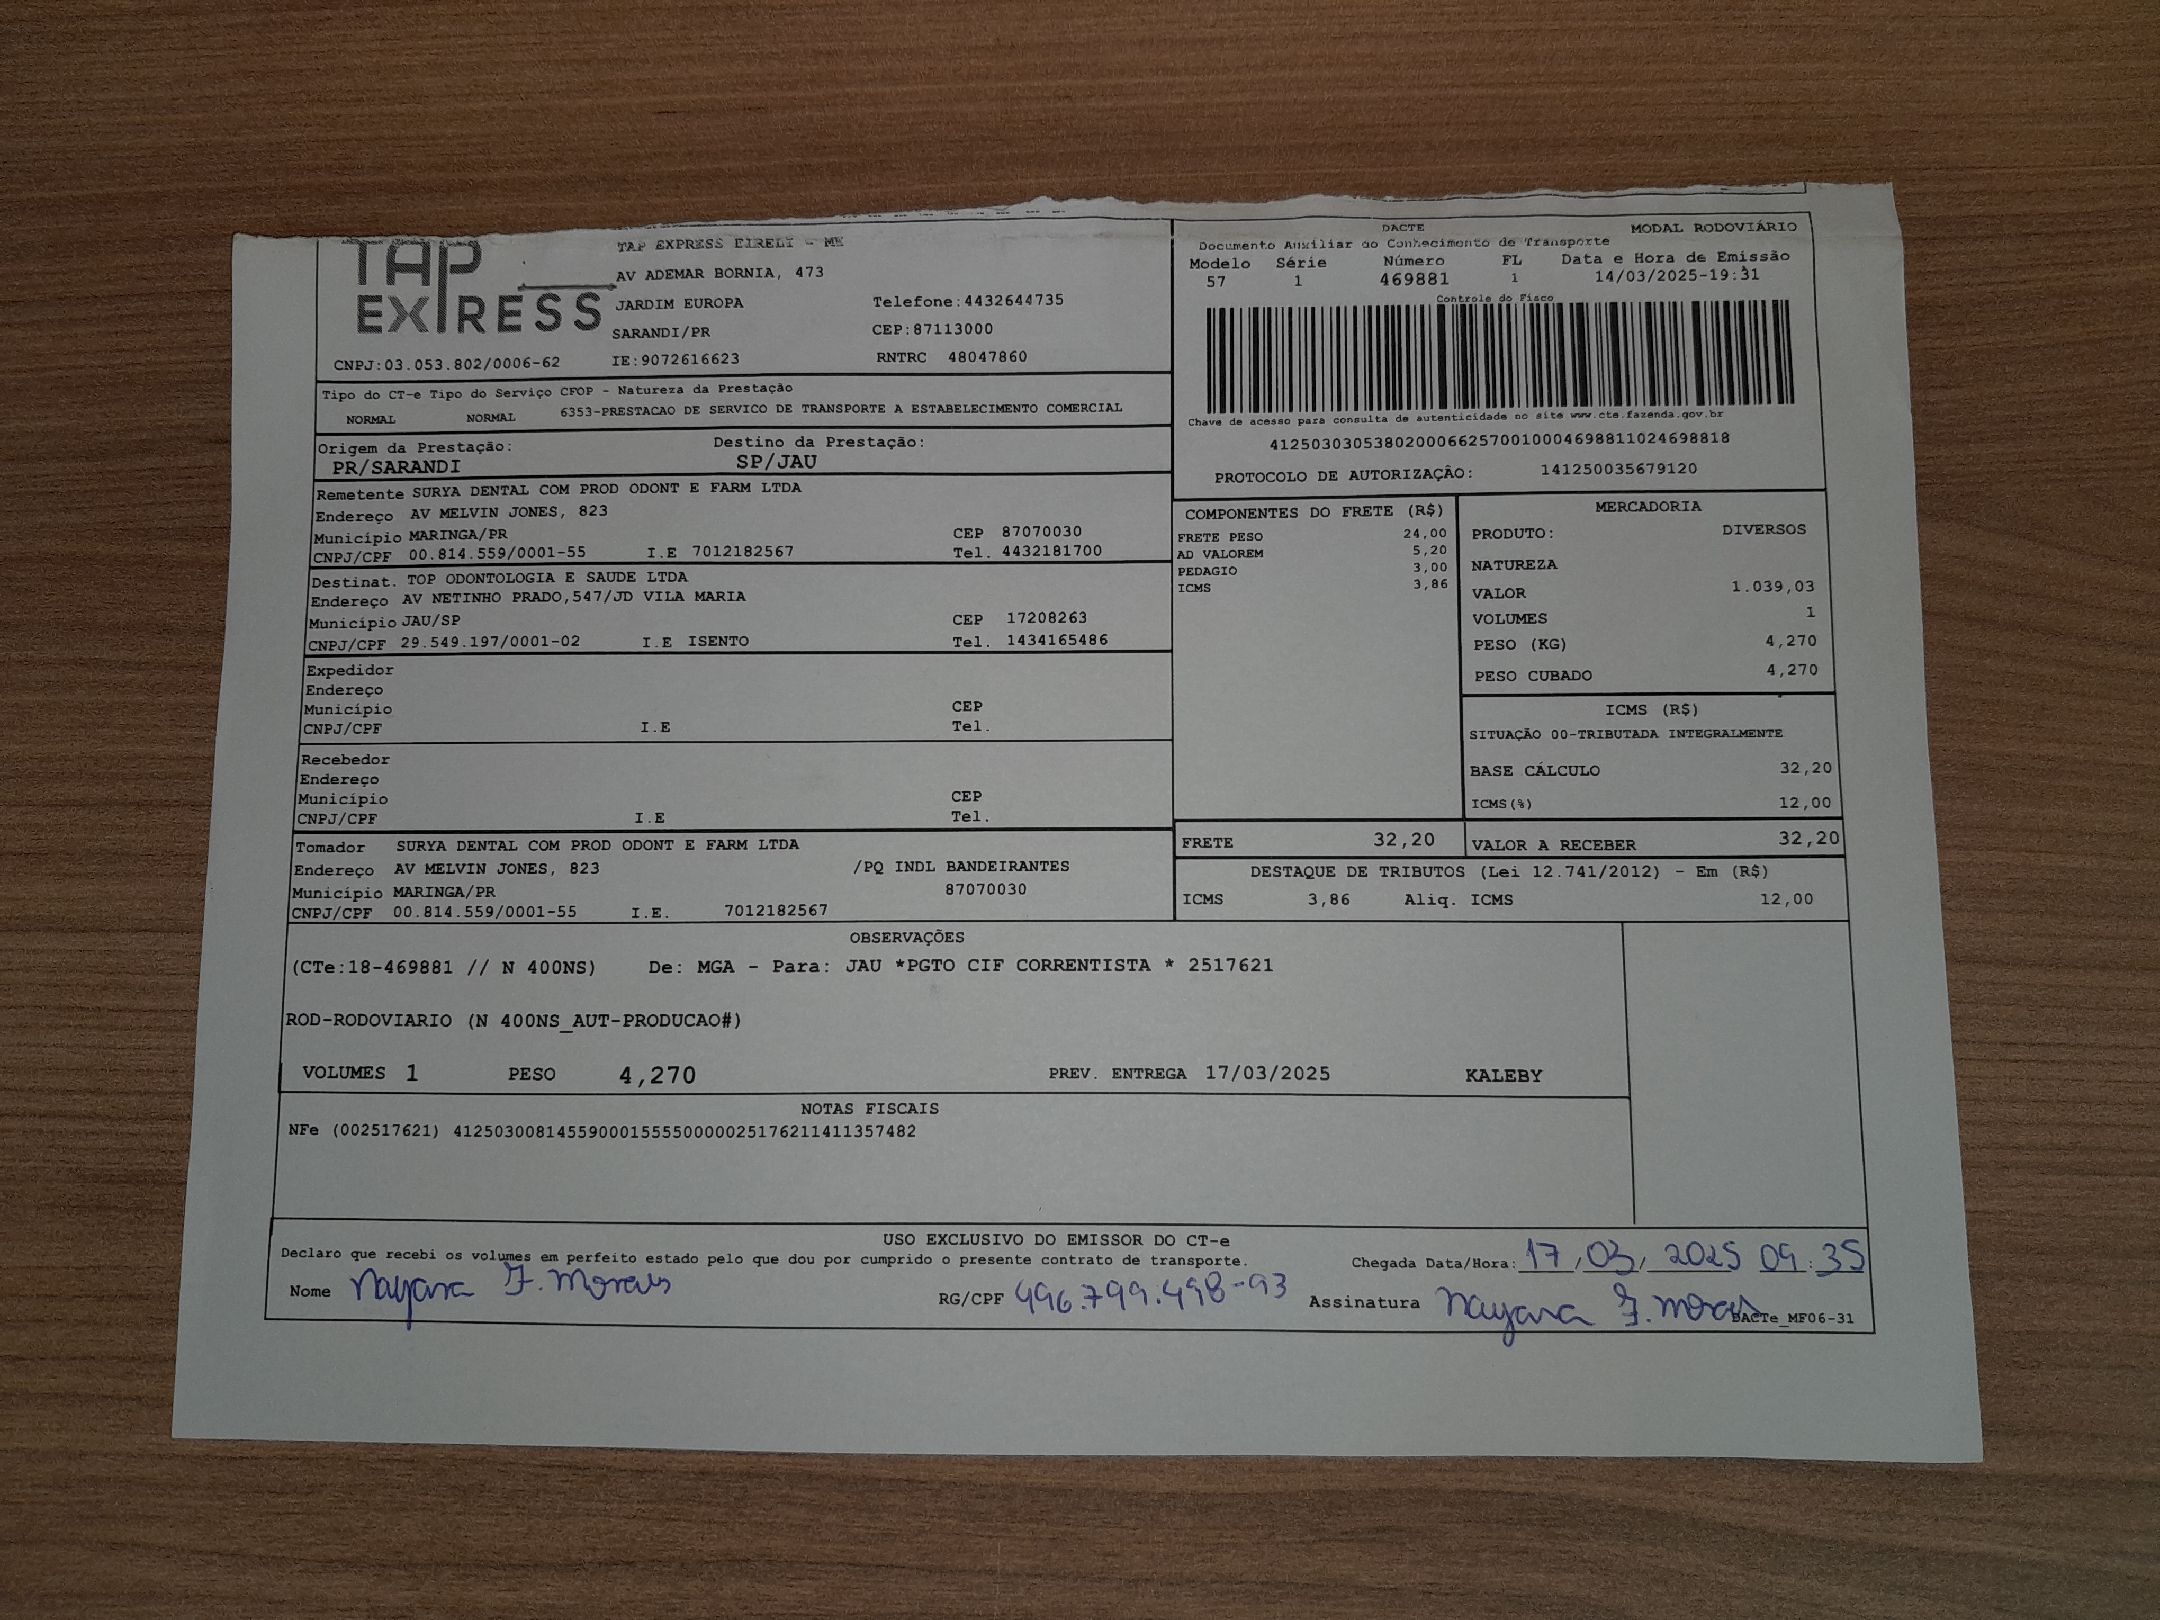 TAP EXPRESS
TAP EXPRESS EIRELI - ME
AV ADEMAR BORNIA, 473
JARDIM EUROPA Telefone:4432644735
SARANDI/PR CEP:87113000
CNPJ:03.053.802/0006-62 IE:9072616623 RNTRC 48047860
DACTE MODAL RODOVIÁRIO
Documento Auxiliar do Conhecimento de Transporte
Modelo Série Número FL Data e Hora de Emissão
57 1 469881 1 14/03/2025-19:31
Controle do Fisco
Chave de acesso para consulta de autenticidade no site www.cte.fazenda.gov.br
41250303053802000662570010004698811024698818
PROTOCOLO DE AUTORIZAÇÃO: 141250035679120
Tipo do CT-e Tipo do Serviço CFOP - Natureza da Prestação
NORMAL NORMAL 6353-PRESTACAO DE SERVICO DE TRANSPORTE A ESTABELECIMENTO COMERCIAL
Origem da Prestação: Destino da Prestação:
PR/SARANDI SP/JAU
Remetente SURYA DENTAL COM PROD ODONT E FARM LTDA
Endereço AV MELVIN JONES, 823
Município MARINGA/PR CEP 87070030
CNPJ/CPF 00.814.559/0001-55 I.E 7012182567 Tel. 4432181700
Destinat. TOP ODONTOLOGIA E SAUDE LTDA
Endereço AV NETINHO PRADO,547/JD VILA MARIA
Município JAU/SP CEP 17208263
CNPJ/CPF 29.549.197/0001-02 I.E ISENTO Tel. 1434165486
Expedidor
Endereço
Município CEP
CNPJ/CPF I.E Tel.
Recebedor
Endereço
Município CEP
CNPJ/CPF I.E Tel.
Tomador SURYA DENTAL COM PROD ODONT E FARM LTDA
Endereço AV MELVIN JONES, 823 /PQ INDL BANDEIRANTES
Município MARINGA/PR 87070030
CNPJ/CPF 00.814.559/0001-55 I.E. 7012182567
COMPONENTES DO FRETE (R$)
FRETE PESO 24,00
AD VALOREM 5,20
PEDAGIO 3,00
ICMS 3,86
MERCADORIA
PRODUTO: DIVERSOS
NATUREZA
VALOR 1.039,03
VOLUMES 1
PESO (KG) 4,270
PESO CUBADO 4,270
ICMS (R$)
SITUAÇÃO 00-TRIBUTADA INTEGRALMENTE
BASE CÁLCULO 32,20
ICMS(%) 12,00
FRETE 32,20 VALOR A RECEBER 32,20
DESTAQUE DE TRIBUTOS (Lei 12.741/2012) - Em (R$)
ICMS 3,86 Aliq. ICMS 12,00
OBSERVAÇÕES
(CTe:18-469881 // N 400NS) De: MGA - Para: JAU *PGTO CIF CORRENTISTA * 2517621
ROD-RODOVIARIO (N 400NS_AUT-PRODUCAO#)
VOLUMES 1 PESO 4,270 PREV. ENTREGA 17/03/2025 KALEBY
NOTAS FISCAIS
NFe (002517621) 41250300814559000155550000025176211411357482
USO EXCLUSIVO DO EMISSOR DO CT-e
Declaro que recebi os volumes em perfeito estado pelo que dou por cumprido o presente contrato de transporte. Chegada Data/Hora: 17/03/2025 09:35
Nome Nayara F. Morais RG/CPF 496.799.498-93 Assinatura Nayara F. Morais
DACTe_MF06-31